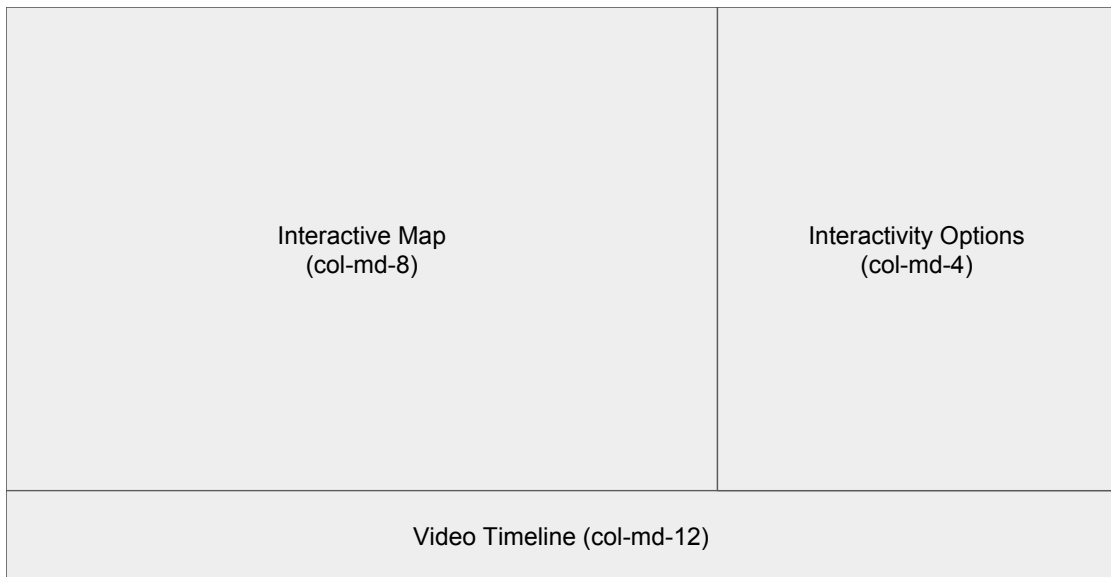 Interactive Map
(col-md-8)
Interactivity Options
(col-md-4)
Video Timeline (col-md-12)